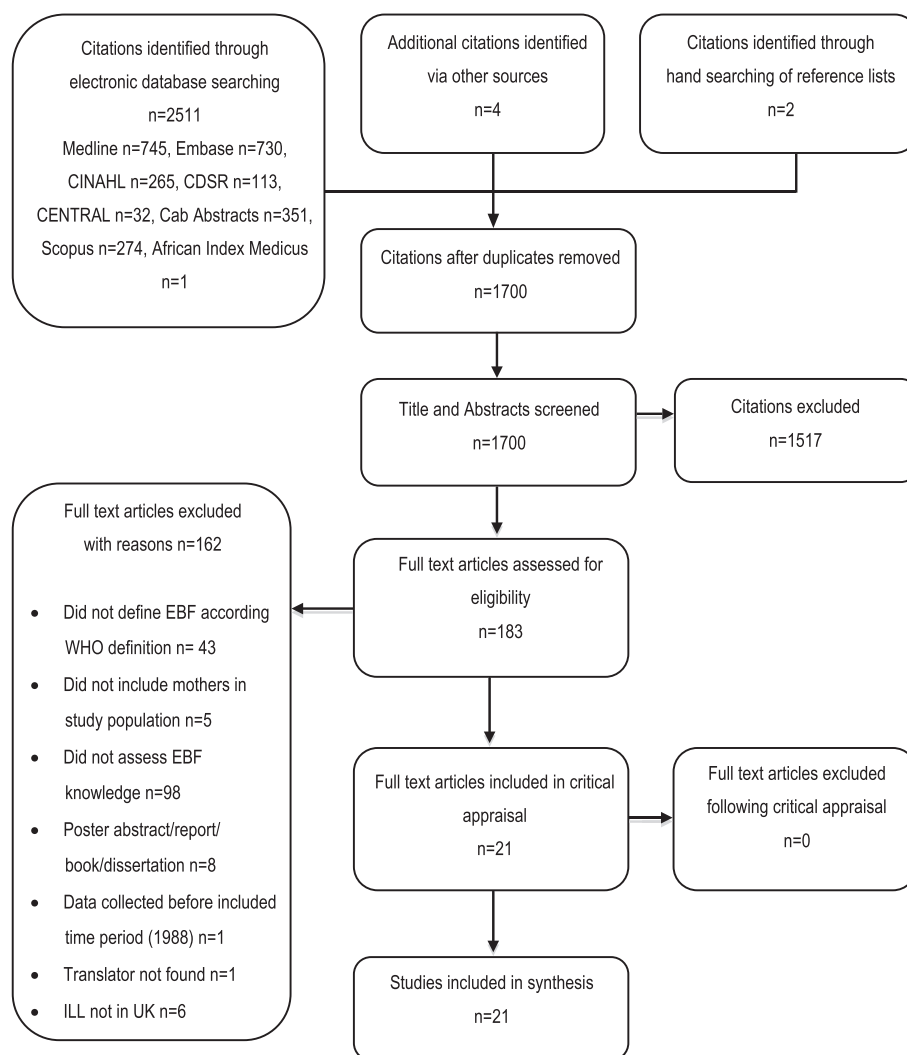 Citations identified through
electronic database searching
n=2511
Medline n=745, Embase n=730,
CINAHL n=265, CDSR n=113,
CENTRAL n=32, Cab Abstracts n=351,
Scopus n=274, African Index Medicus
n=1
Additional citations identified
via other sources
n=4
Citations identified through
hand searching of reference lists
n=2
Citations after duplicates removed
n=1700
Title and Abstracts screened
n=1700
Citations excluded
n=1517
Full text articles excluded
with reasons n=162
• Did not define EBF according
WHO definition n= 43
• Did not include mothers in
study population n=5
• Did not assess EBF
knowledge n=98
• Poster abstract/report/
book/dissertation n=8
• Data collected before included
time period (1988) n=1
• Translator not found n=1
• ILL not in UK n=6
Full text articles assessed for
eligibility
n=183
Full text articles included in critical
appraisal
n=21
Full text articles excluded
following critical appraisal
n=0
Studies included in synthesis
n=21